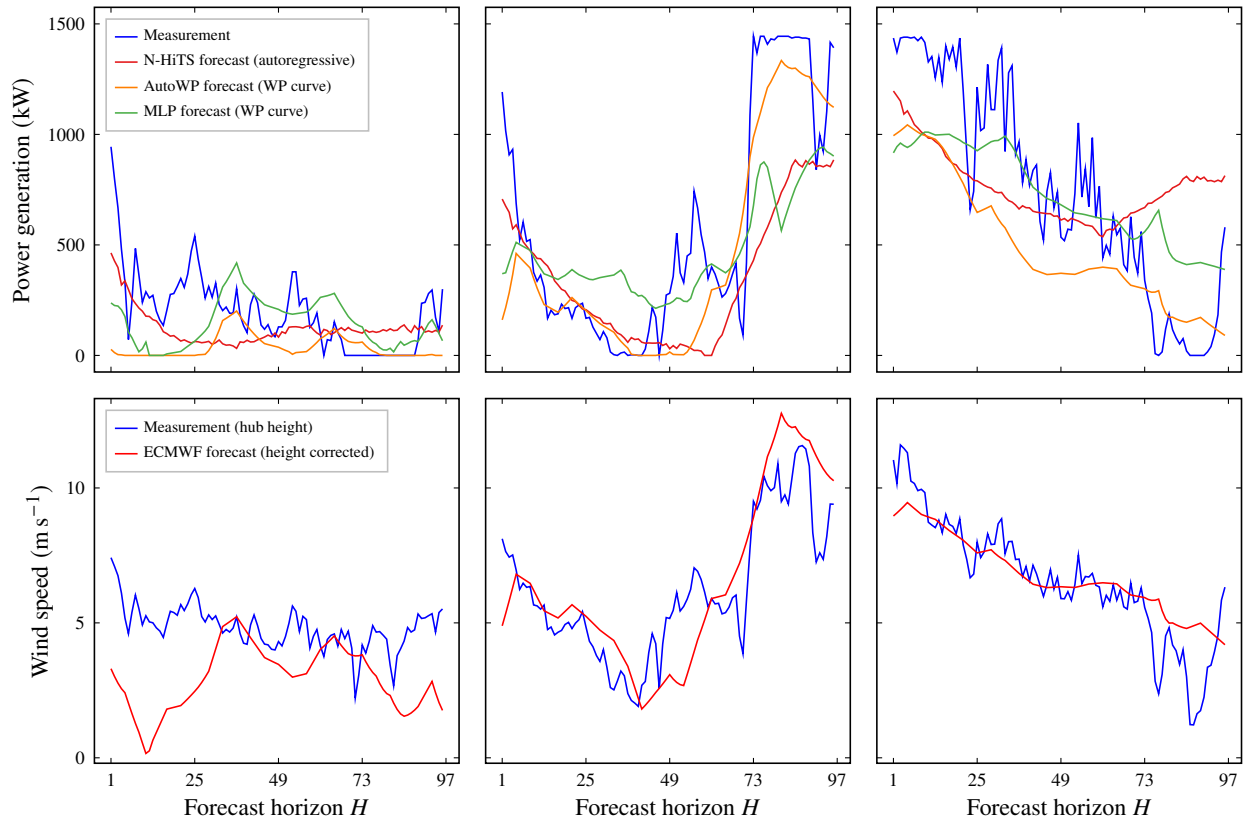 1500
1000
500
0
Power generation (kW)
Measurement
N-HiTS forecast (autoregressive)
AutoWP forecast (WP curve)
MLP forecast (WP curve)
10
5
0
Wind speed (m s⁻¹)
Measurement (hub height)
ECMWF forecast (height corrected)
1 25 49 73 97
1 25 49 73 97
1 25 49 73 97
Forecast horizon H
Forecast horizon H
Forecast horizon H